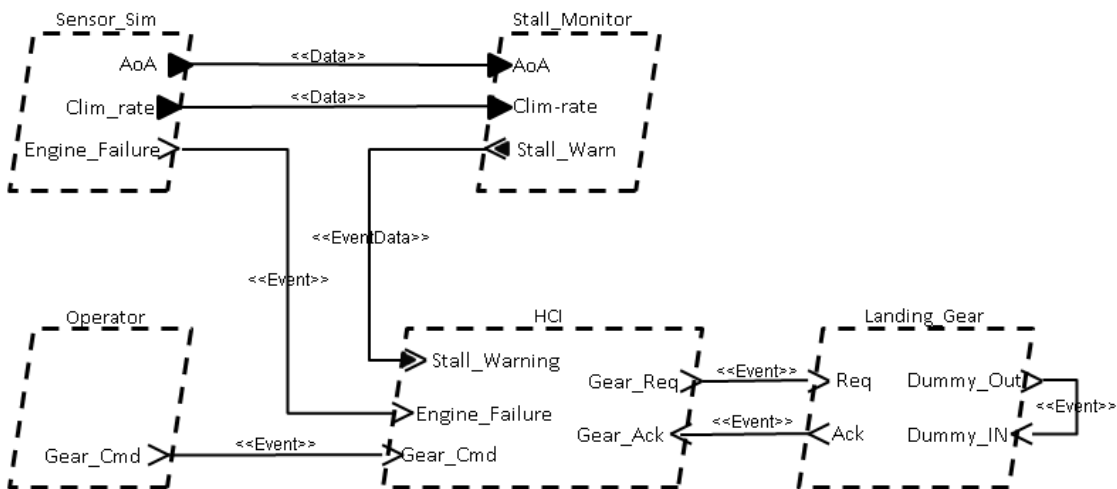 Sensor_Sim
Stall_Monitor
AoA
<<Data>>
AoA
Clim_rate
<<Data>>
Clim-rate
Engine_Failure
Stall_Warn
<<EventData>>
<<Event>>
Operator
HCI
Landing_Gear
Stall_Warning
Gear_Req
<<Event>>
Req
Dummy_Out
<<Event>>
Engine_Failure
Gear_Ack
<<Event>>
Ack
Dummy_IN
Gear_Cmd
<<Event>>
Gear_Cmd